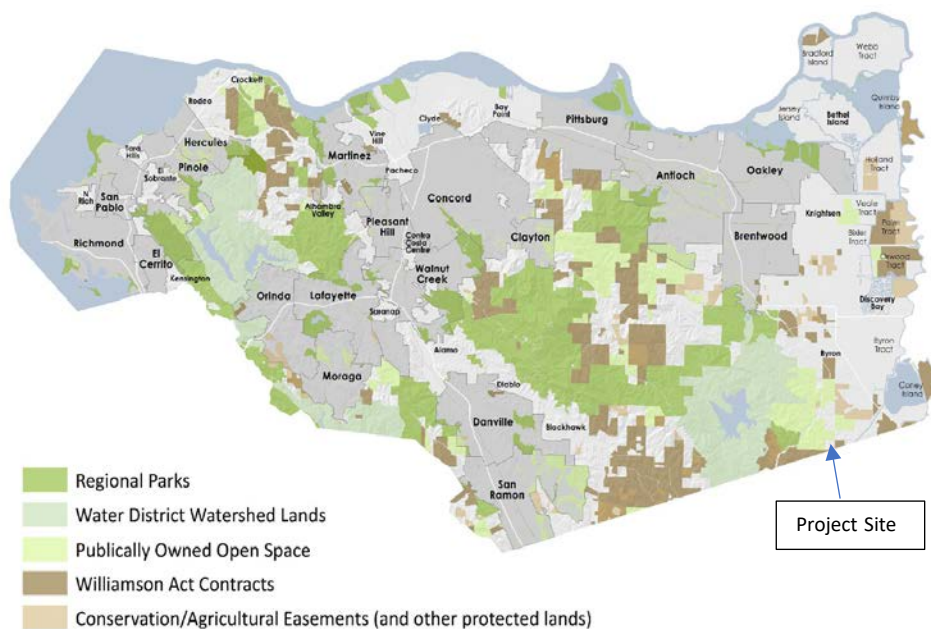 Bradford
Island
Webb
Tract
Crockett
Rodeo
Bay
Point
Quimby
Island
Jersey
Island
Bethel
Island
Clyde
Vine
Hill
Pittsburg
Hercules
Martinez
Holland
Tract
Tara
Hills
El
Sobrante
Pinole
Pacheco
Antioch
Oakley
N
Rich
San
Pablo
Alhambra
Valley
Concord
Pleasant
Hill
Knightsen
Veale
Tract
Palm
Tract
Richmond
Contra
Costa
Centre
Clayton
Brentwood
Bixler
Tract
Orwood
Tract
El
Cerrito
Kensington
Walnut
Creek
Discovery
Bay
Orinda
Lafayette
Saranap
Alamo
Byron
Byron
Tract
Moraga
Diablo
Coney
Island
Danville
Blackhawk
San
Ramon
Regional Parks
Water District Watershed Lands
Publically Owned Open Space
Williamson Act Contracts
Conservation/Agricultural Easements (and other protected lands)
Project Site